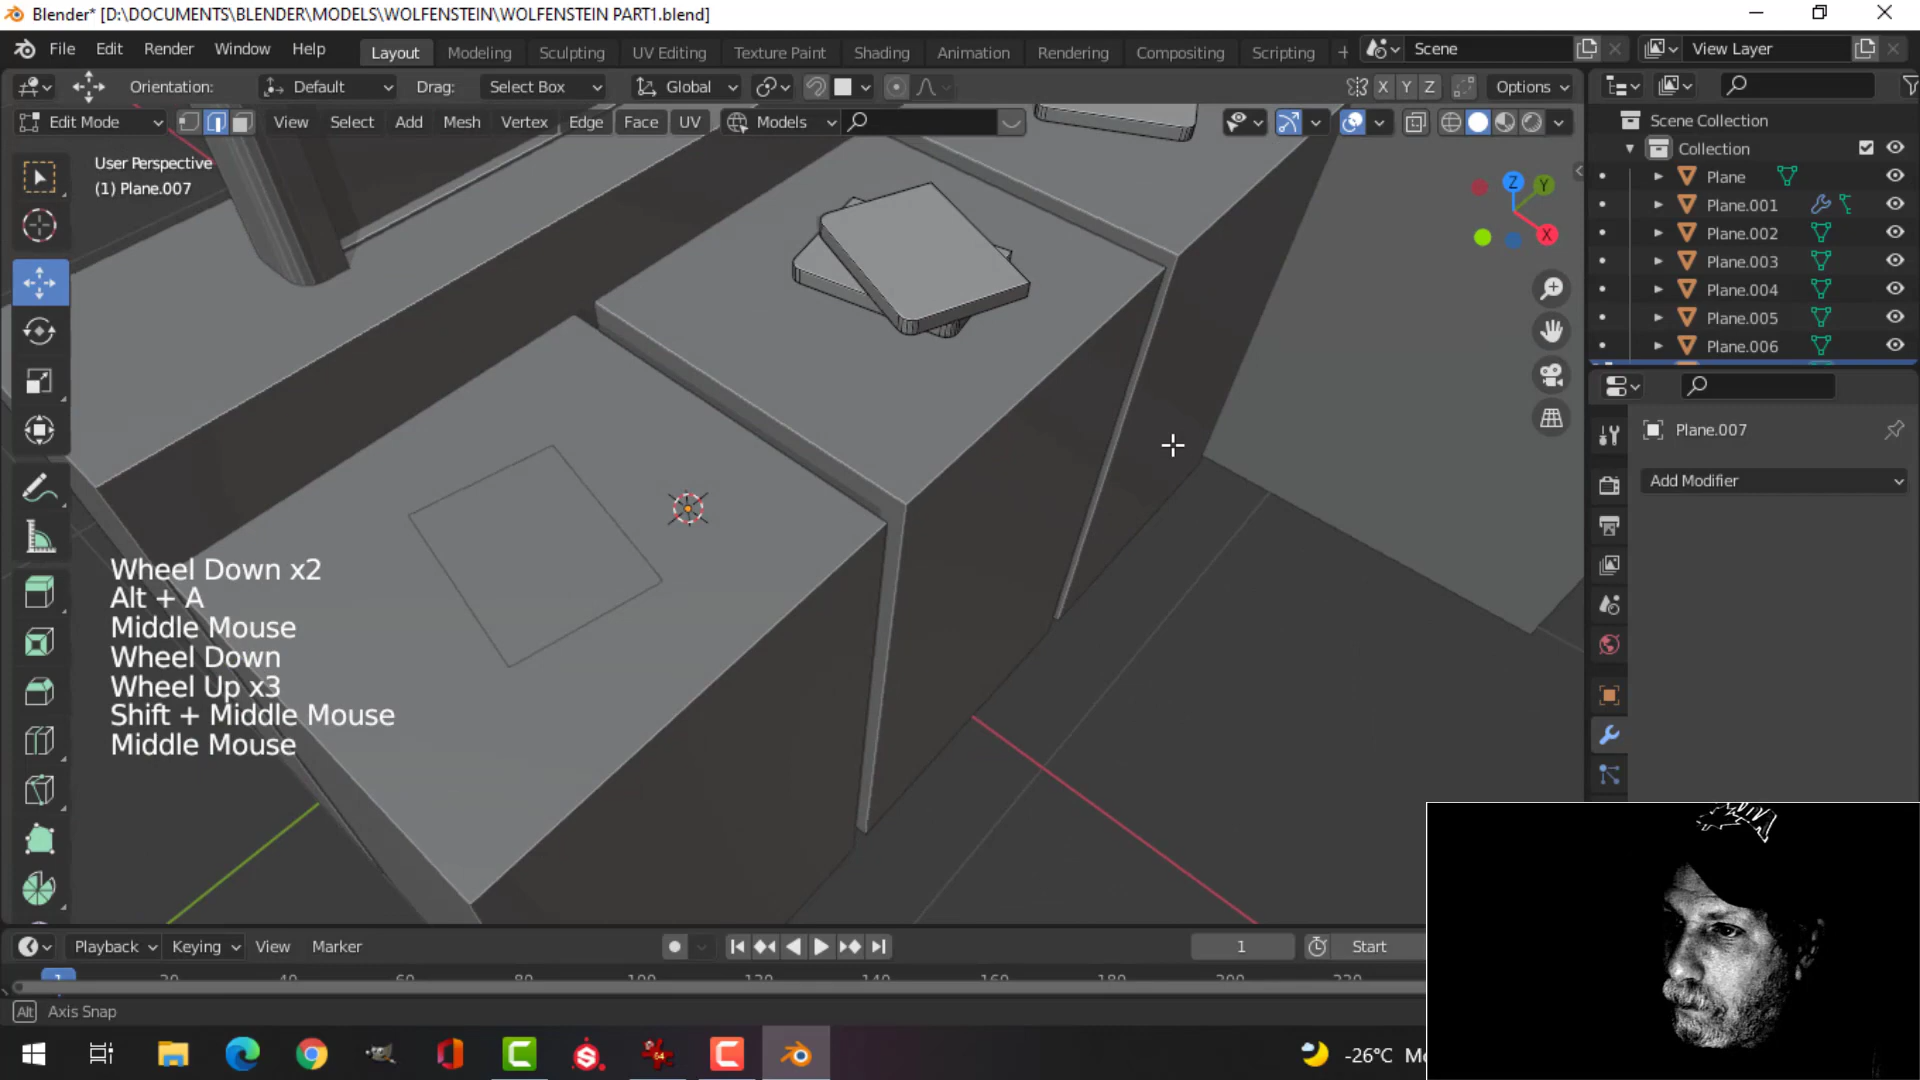 Blender* [D:\DOCUMENTS\BLENDER\MODELS\WOLFENSTEIN\WOLFENSTEIN PART1.blend]
File Edit Render Window Help Layout Modeling Sculpting UV Editing Texture Paint Shading Animation Rendering Compositing Scripting + Scene View Layer
Orientation: Default Drag: Select Box Global X Y Z Options
Edit Mode View Select Add Mesh Vertex Edge Face UV Models
Scene Collection
Collection
Plane
Plane.001
Plane.002
Plane.003
Plane.004
Plane.005
Plane.006
User Perspective
(1) Plane.007
Z Y X
Plane.007
Add Modifier
Wheel Down x2
Alt + A
Middle Mouse
Wheel Down
Wheel Up x3
Shift + Middle Mouse
Middle Mouse
Playback Keying View Marker 1 Start
1
Alt Axis Snap
-26°C